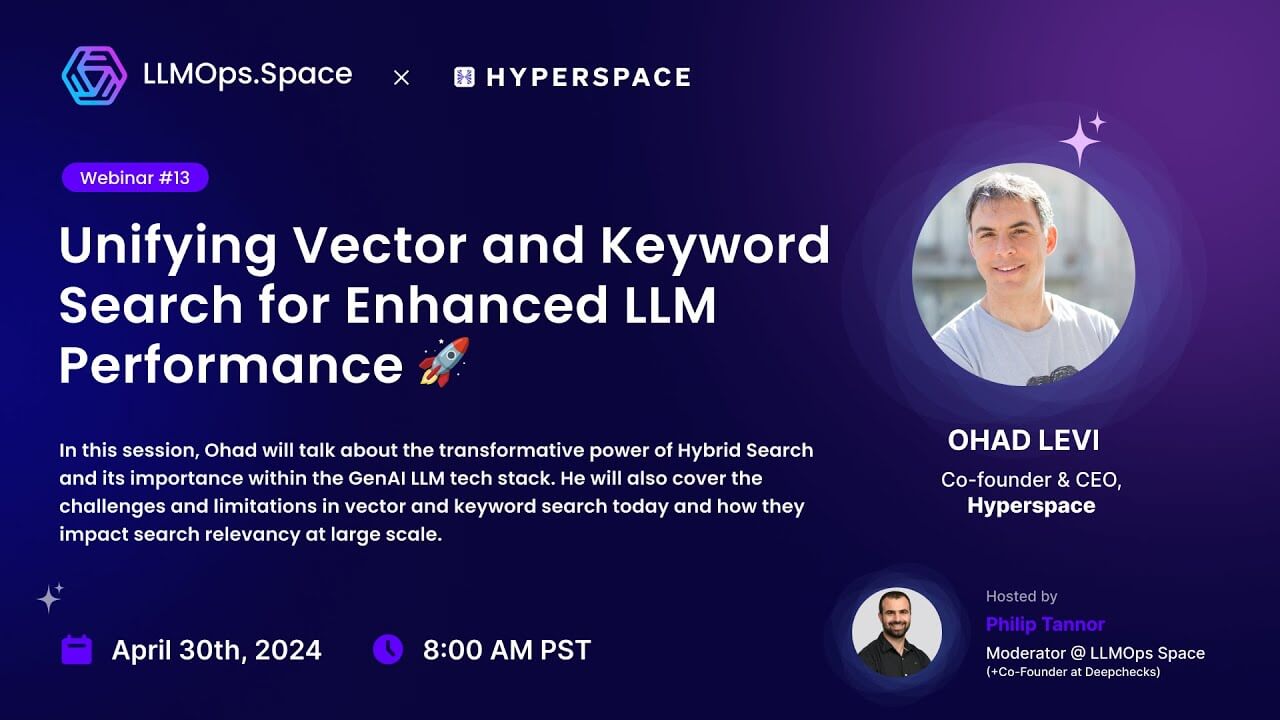 LLMOps.Space × HYPERSPACE
Webinar #13
Unifying Vector and Keyword
Search for Enhanced LLM
Performance 🚀
In this session, Ohad will talk about the transformative power of Hybrid Search
and its importance within the GenAI LLM tech stack. He will also cover the
challenges and limitations in vector and keyword search today and how they
impact search relevancy at large scale.
April 30th, 2024
8:00 AM PST
OHAD LEVI
Co-founder & CEO,
Hyperspace
Hosted by
Philip Tannor
Moderator @ LLMOps Space
(+Co-Founder at Deepchecks)